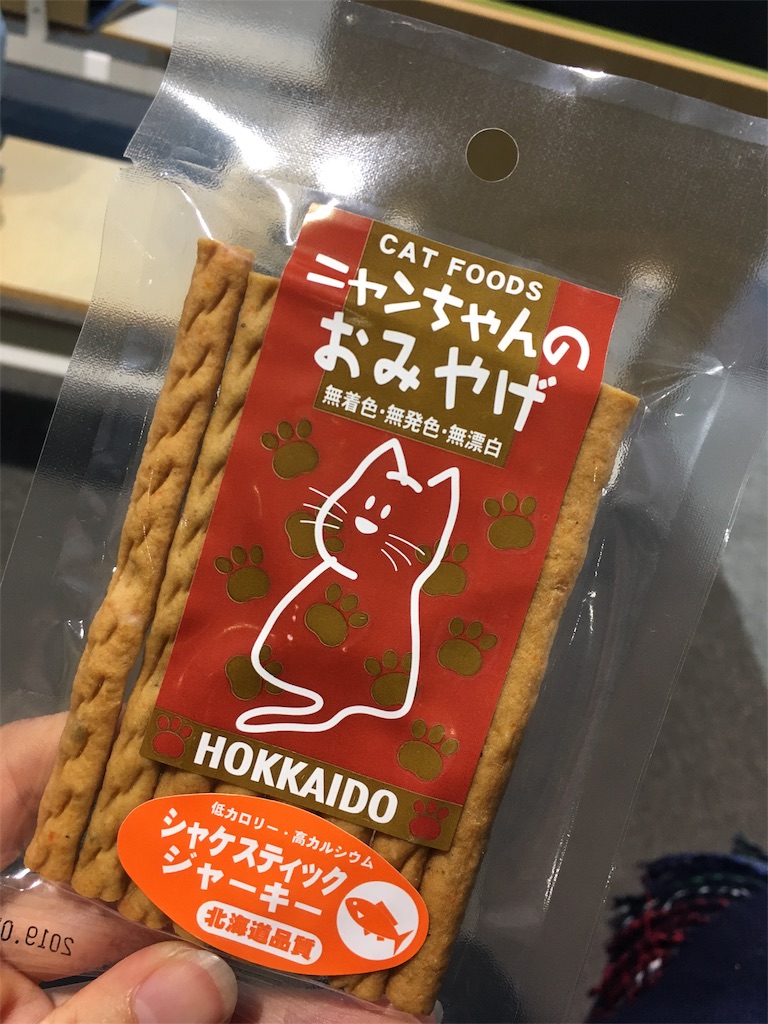 CAT FOODS
ニャンちゃんの
おみやげ
無着色・無発色・無漂白
HOKKAIDO
低カロリー・高カルシウム
シャケスティック
ジャーキー
北海道品質
2019.0